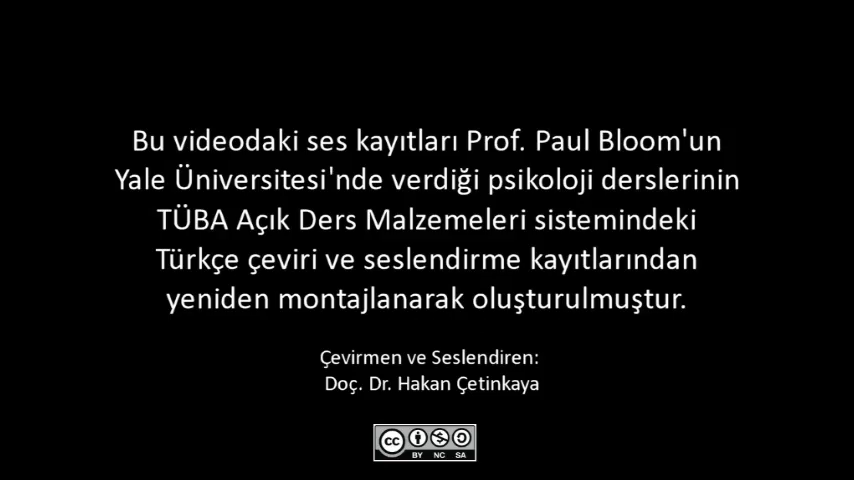 Bu videodaki ses kayıtları Prof. Paul Bloom'un
Yale Üniversitesi'nde verdiği psikoloji derslerinin
TÜBA Açık Ders Malzemeleri sistemindeki
Türkçe çeviri ve seslendirme kayıtlarından
yeniden montajlanarak oluşturulmuştur.
Çevirmen ve Seslendiren:
Doç. Dr. Hakan Çetinkaya
cc
BY NC SA